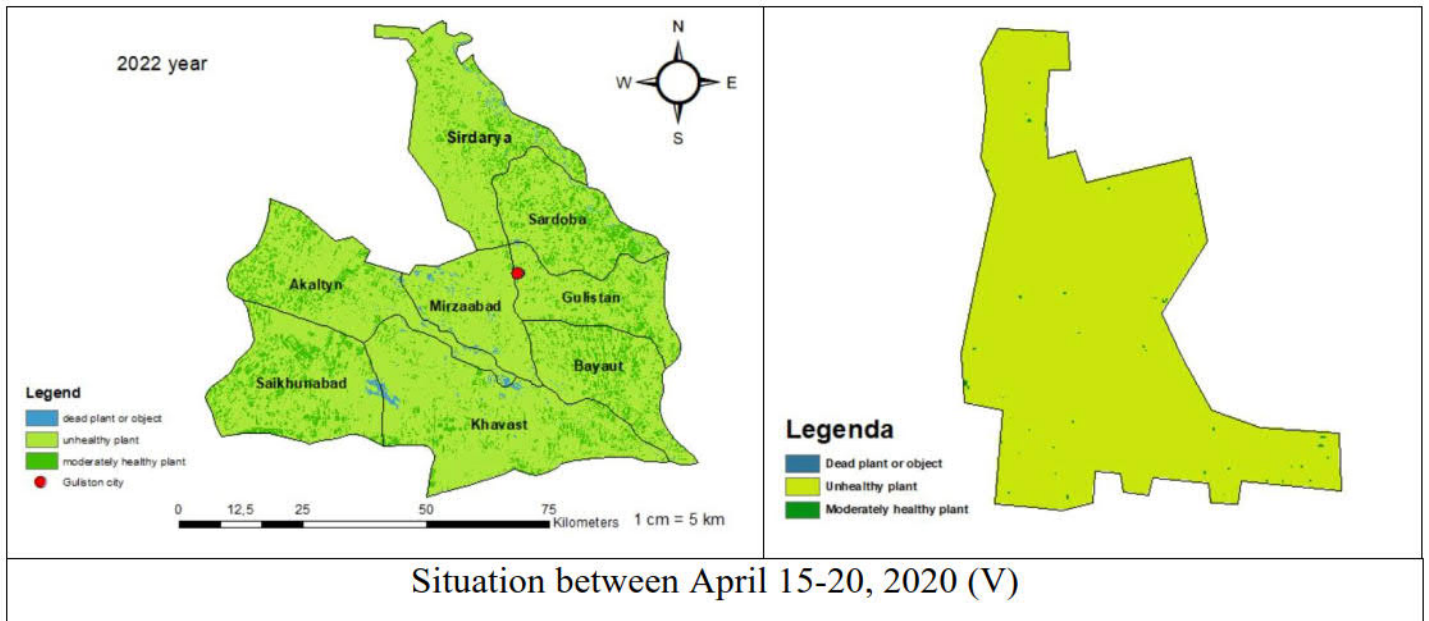 2022 year
N
W
E
S
Sirdarya
Sardoba
Akaltyn
Mirzaabad
Gulistan
Bayaut
Saikhunabad
Khavast
Legend
dead plant or object
unhealthy plant
moderately healthy plant
Guliston city
0 12,5 25 50 75
Kilometers 1 cm = 5 km
Legenda
Dead plant or object
Unhealthy plant
Moderately healthy plant
Situation between April 15-20, 2020 (V)